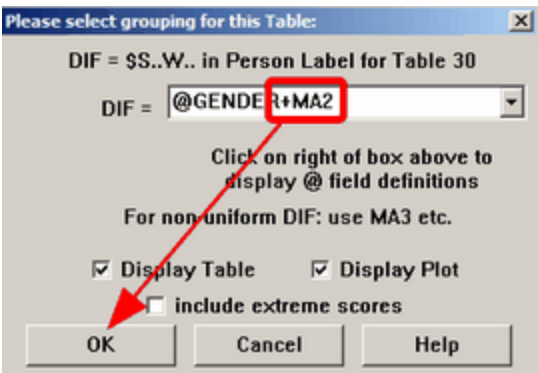 Please select grouping for this Table:
DIF = $S..W.. in Person Label for Table 30
DIF = @GENDER+MA2
Click on right of box above to
display @ field definitions
For non-uniform DIF: use MA3 etc.
Display Table Display Plot
include extreme scores
OK Cancel Help